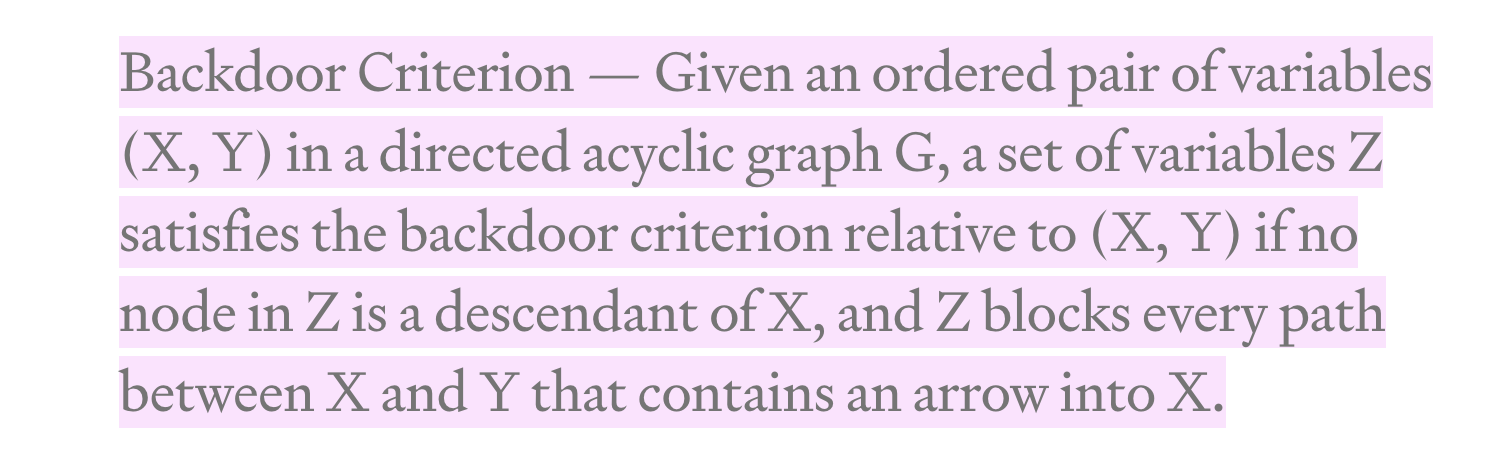 Backdoor Criterion — Given an ordered pair of variables
(X, Y) in a directed acyclic graph G, a set of variables Z
satisfies the backdoor criterion relative to (X, Y) if no
node in Z is a descendant of X, and Z blocks every path
between X and Y that contains an arrow into X.